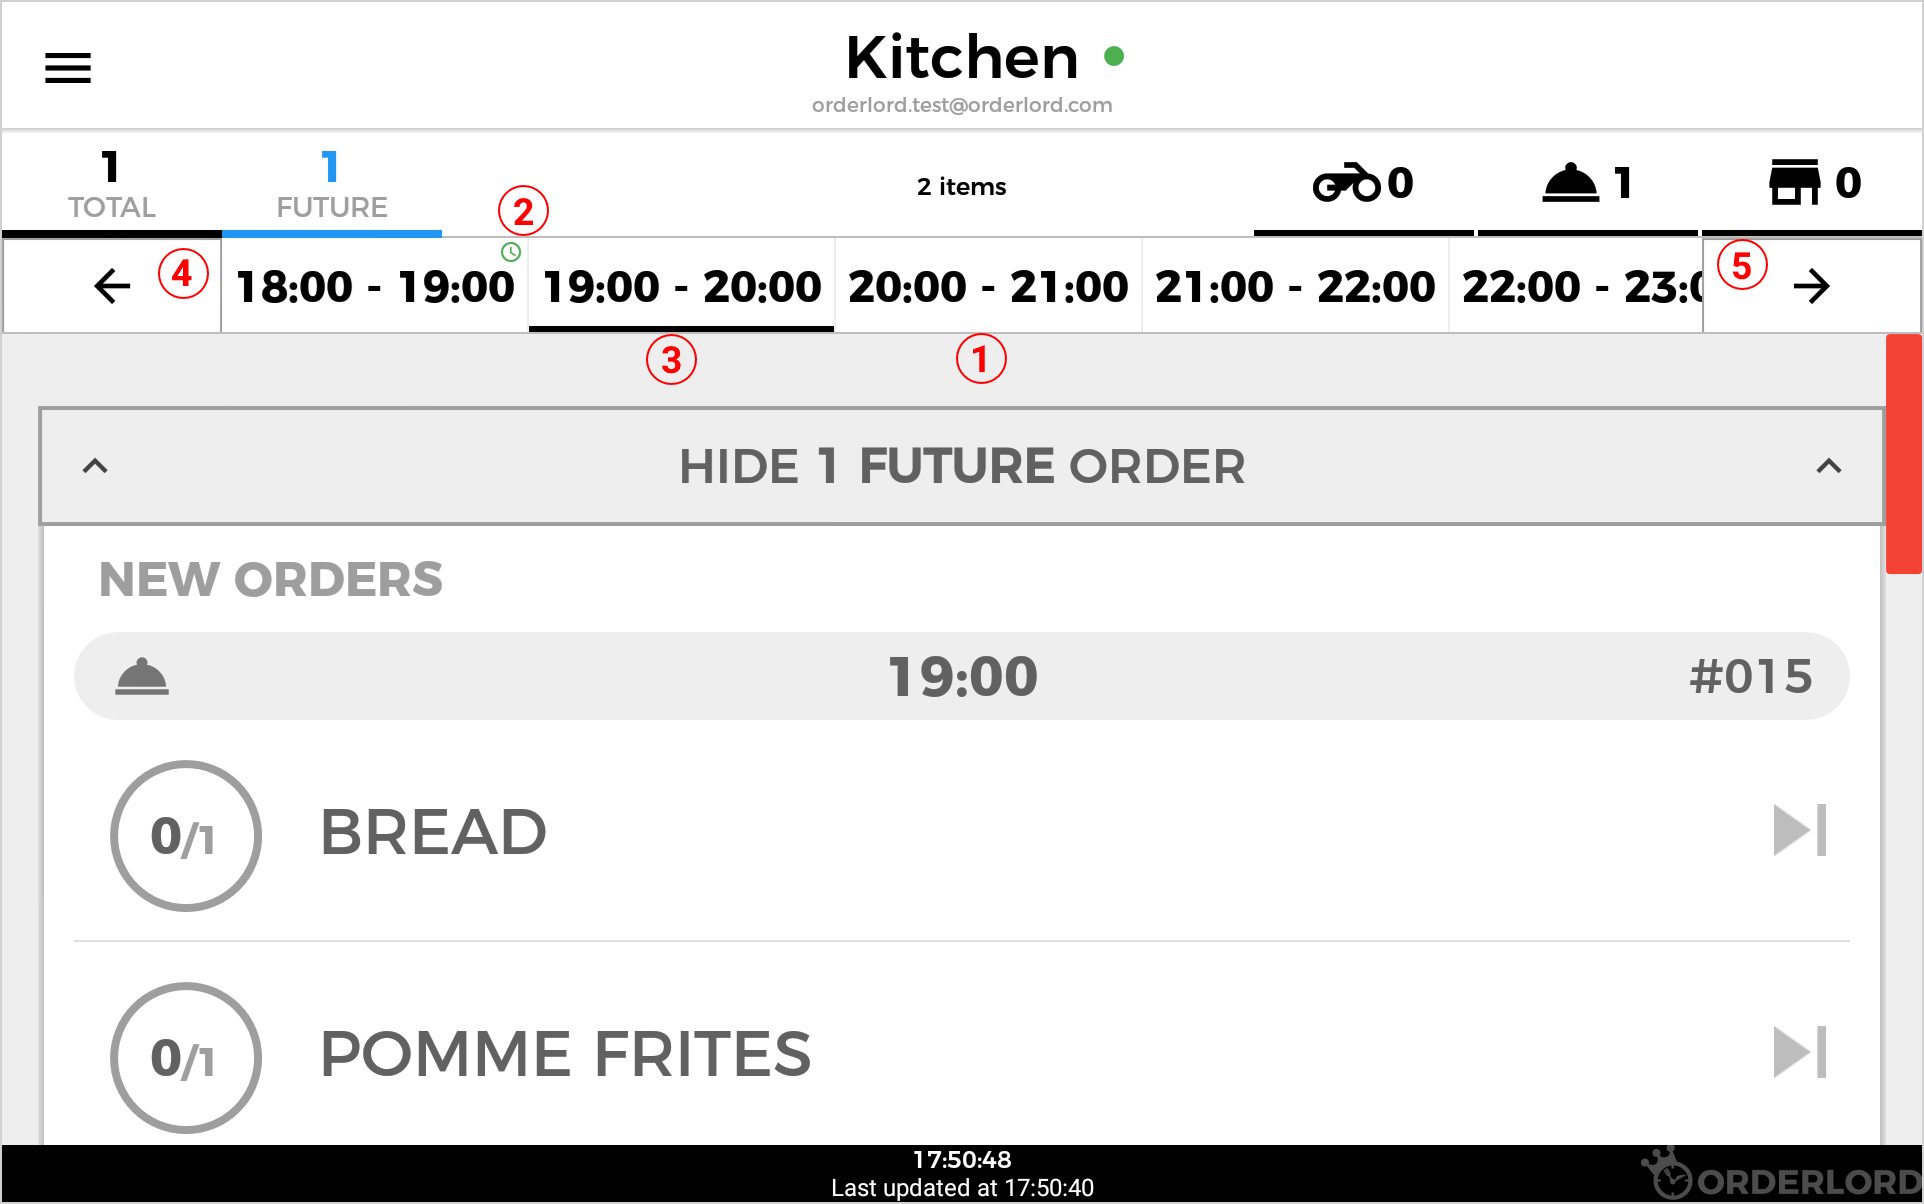 Kitchen
orderlord.test@orderlord.com
1
TOTAL
1
FUTURE
2
2 items
0
1
0
4
18:00 - 19:00
19:00 - 20:00
20:00 - 21:00
21:00 - 22:00
22:00 - 23:0
5
3
1
HIDE 1 FUTURE ORDER
NEW ORDERS
19:00
#015
0/1
BREAD
0/1
POMME FRITES
17:50:48
Last updated at 17:50:40
ORDERLORD